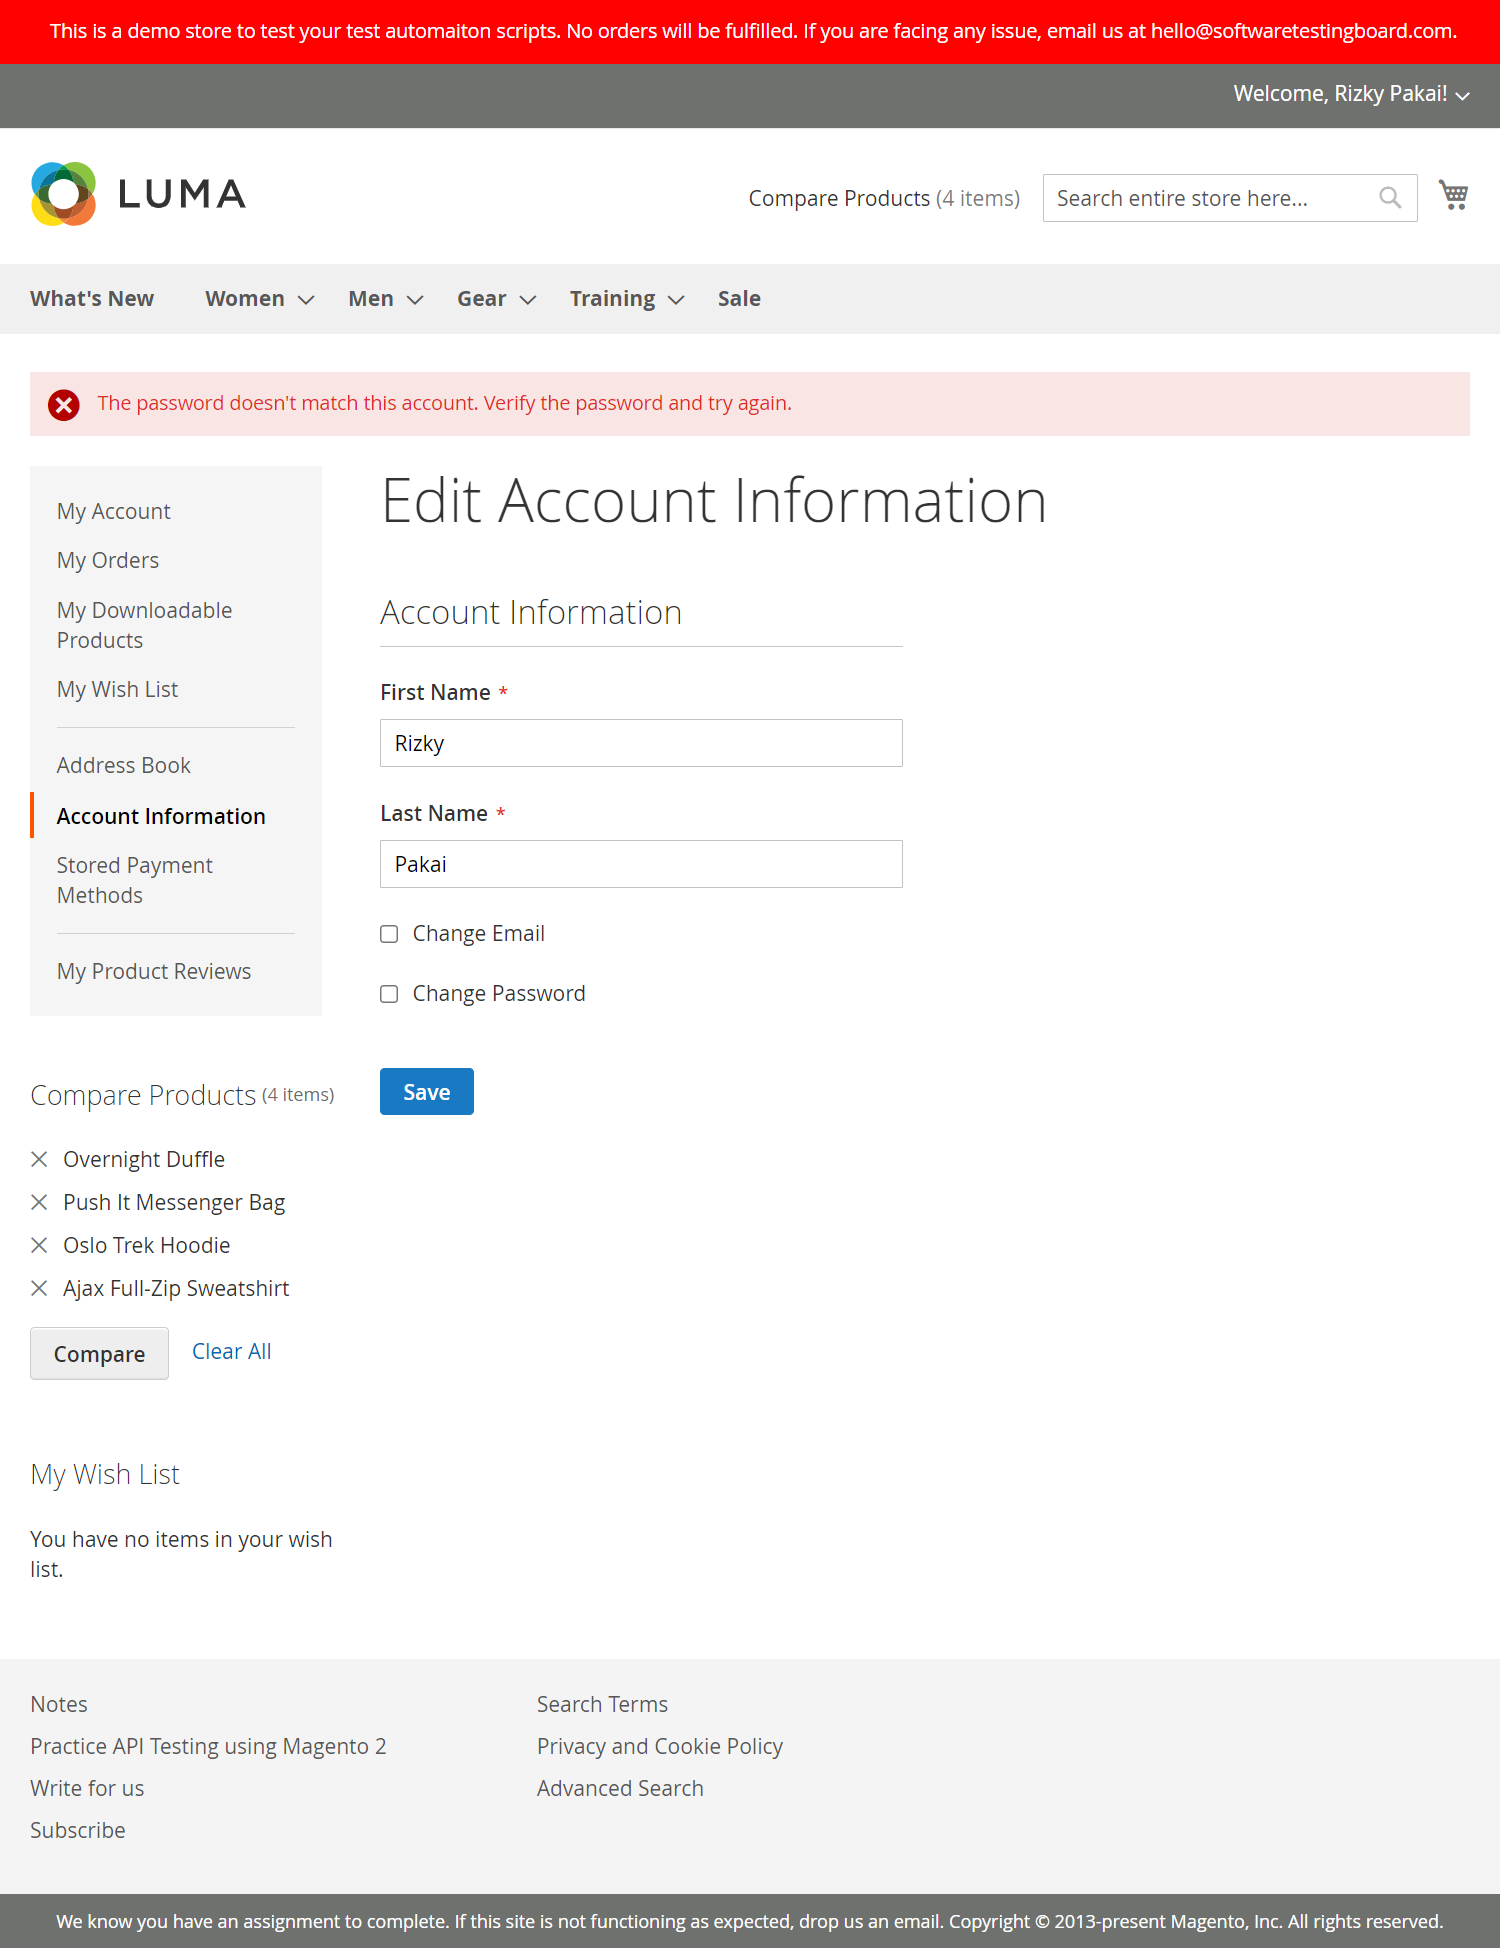 This is a demo store to test your test automaiton scripts. No orders will be fulfilled. If you are facing any issue, email us at hello@softwaretestingboard.com.
Welcome, Rizky Pakai!
LUMA
Compare Products (4 items)
Search entire store here...
What's New
Women
Men
Gear
Training
Sale
The password doesn't match this account. Verify the password and try again.
My Account
My Orders
My Downloadable
Products
My Wish List
Address Book
Account Information
Stored Payment
Methods
My Product Reviews
Edit Account Information
Account Information
First Name *
Rizky
Last Name *
Pakai
Change Email
Change Password
Save
Compare Products (4 items)
Overnight Duffle
Push It Messenger Bag
Oslo Trek Hoodie
Ajax Full-Zip Sweatshirt
Compare
Clear All
My Wish List
You have no items in your wish
list.
Notes
Practice API Testing using Magento 2
Write for us
Subscribe
Search Terms
Privacy and Cookie Policy
Advanced Search
We know you have an assignment to complete. If this site is not functioning as expected, drop us an email. Copyright © 2013-present Magento, Inc. All rights reserved.